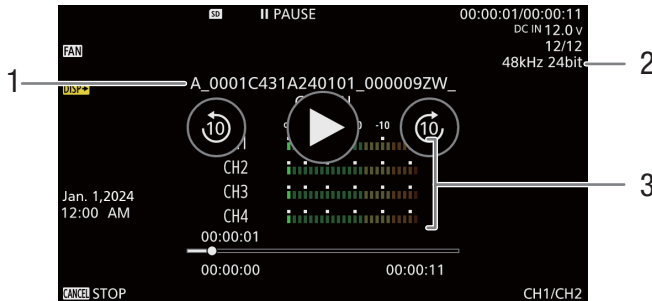 SD
II PAUSE
00:00:01/00:00:11
DC IN 12.0 V
12/12
48kHz 24bit
2
FAN
1
DISP
A_0001C431A240101_000009ZW_
10
10
-10
CH2
CH3
CH4
3
Jan. 1,2024
12:00 AM
00:00:01
00:00:00
00:00:11
CANCEL STOP
CH1/CH2